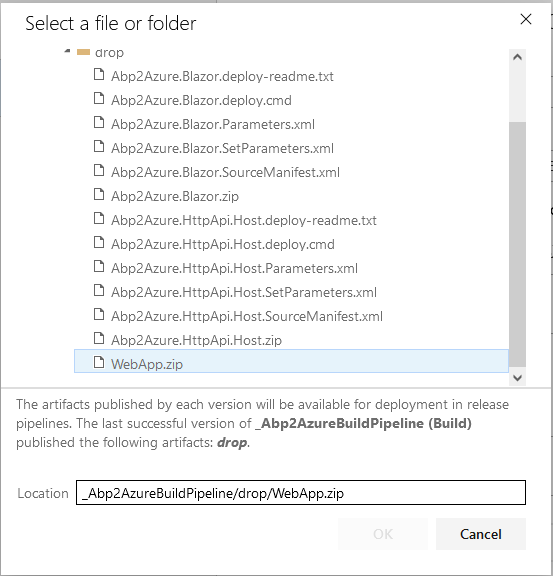 Select a file or folder
drop
Abp2Azure.Blazor.deploy-readme.txt
Abp2Azure.Blazor.deploy.cmd
Abp2Azure.Blazor.Parameters.xml
Abp2Azure.Blazor.SetParameters.xml
Abp2Azure.Blazor.SourceManifest.xml
Abp2Azure.Blazor.zip
Abp2Azure.HttpApi.Host.deploy-readme.txt
Abp2Azure.HttpApi.Host.deploy.cmd
Abp2Azure.HttpApi.Host.Parameters.xml
Abp2Azure.HttpApi.Host.SetParameters.xml
Abp2Azure.HttpApi.Host.SourceManifest.xml
Abp2Azure.HttpApi.Host.zip
WebApp.zip
The artifacts published by each version will be available for deployment in release
pipelines. The last successful version of _Abp2AzureBuildPipeline (Build)
published the following artifacts: drop.
Location _Abp2AzureBuildPipeline/drop/WebApp.zip
OK Cancel